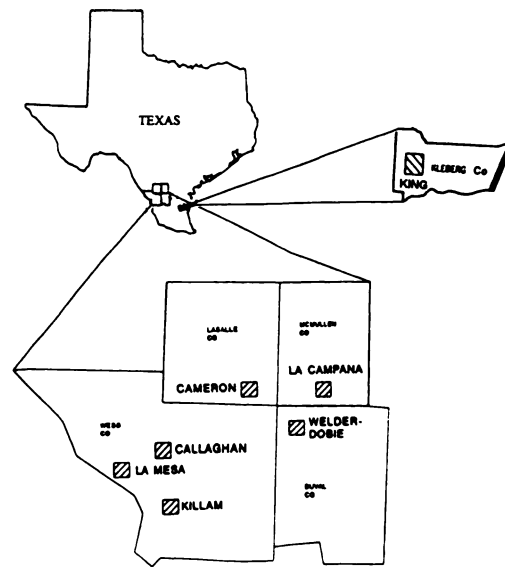 TEXAS
KLEBERG Co
KING
LASALLE
CO
MCMULLEN
CO
LA CAMPANA
CAMERON
WELDER-
DOBIE
WEBB
CO
CALLAGHAN
LA MESA
DUVAL
CO
KILLAM